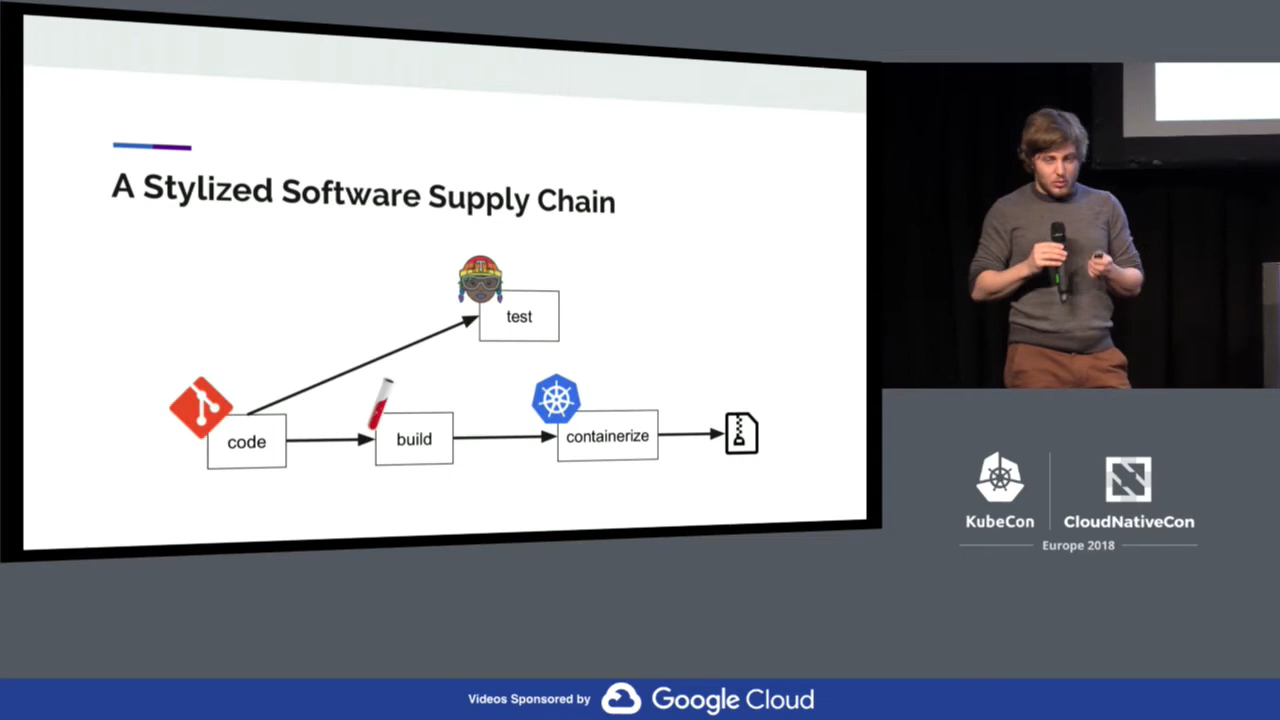 A Stylized Software Supply Chain
test
code
build
containerize
KubeCon
CloudNativeCon
Europe 2018
Videos Sponsored by
Google Cloud